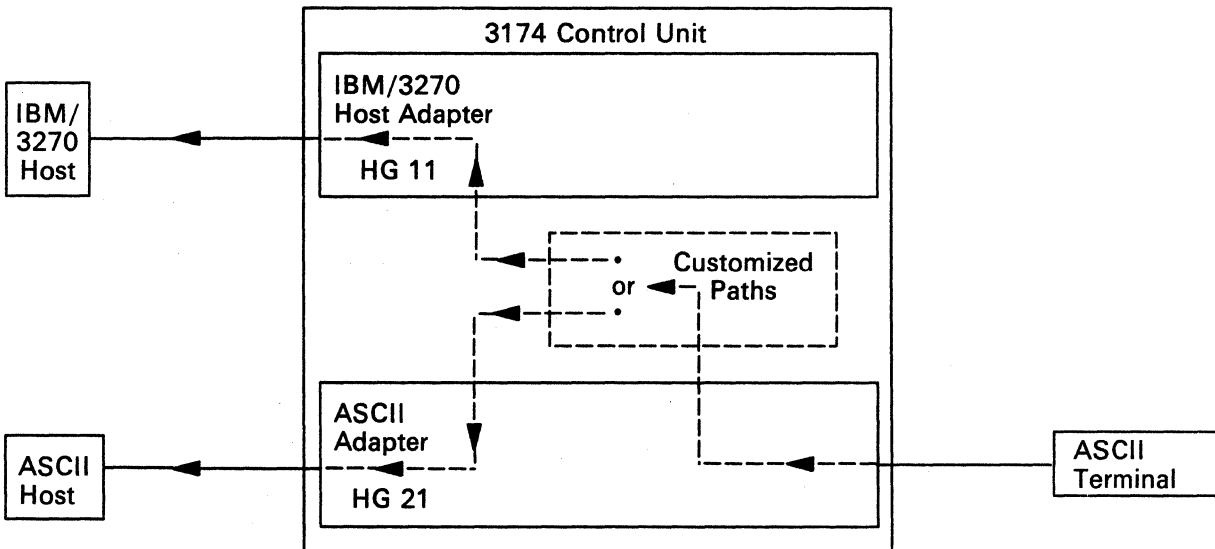 3174 Control Unit
IBM/
3270
Host
IBM/3270
Host Adapter
HG 11
Customized
or
Paths
ASCII
Host
ASCII
Adapter
HG 21
ASCII
Terminal